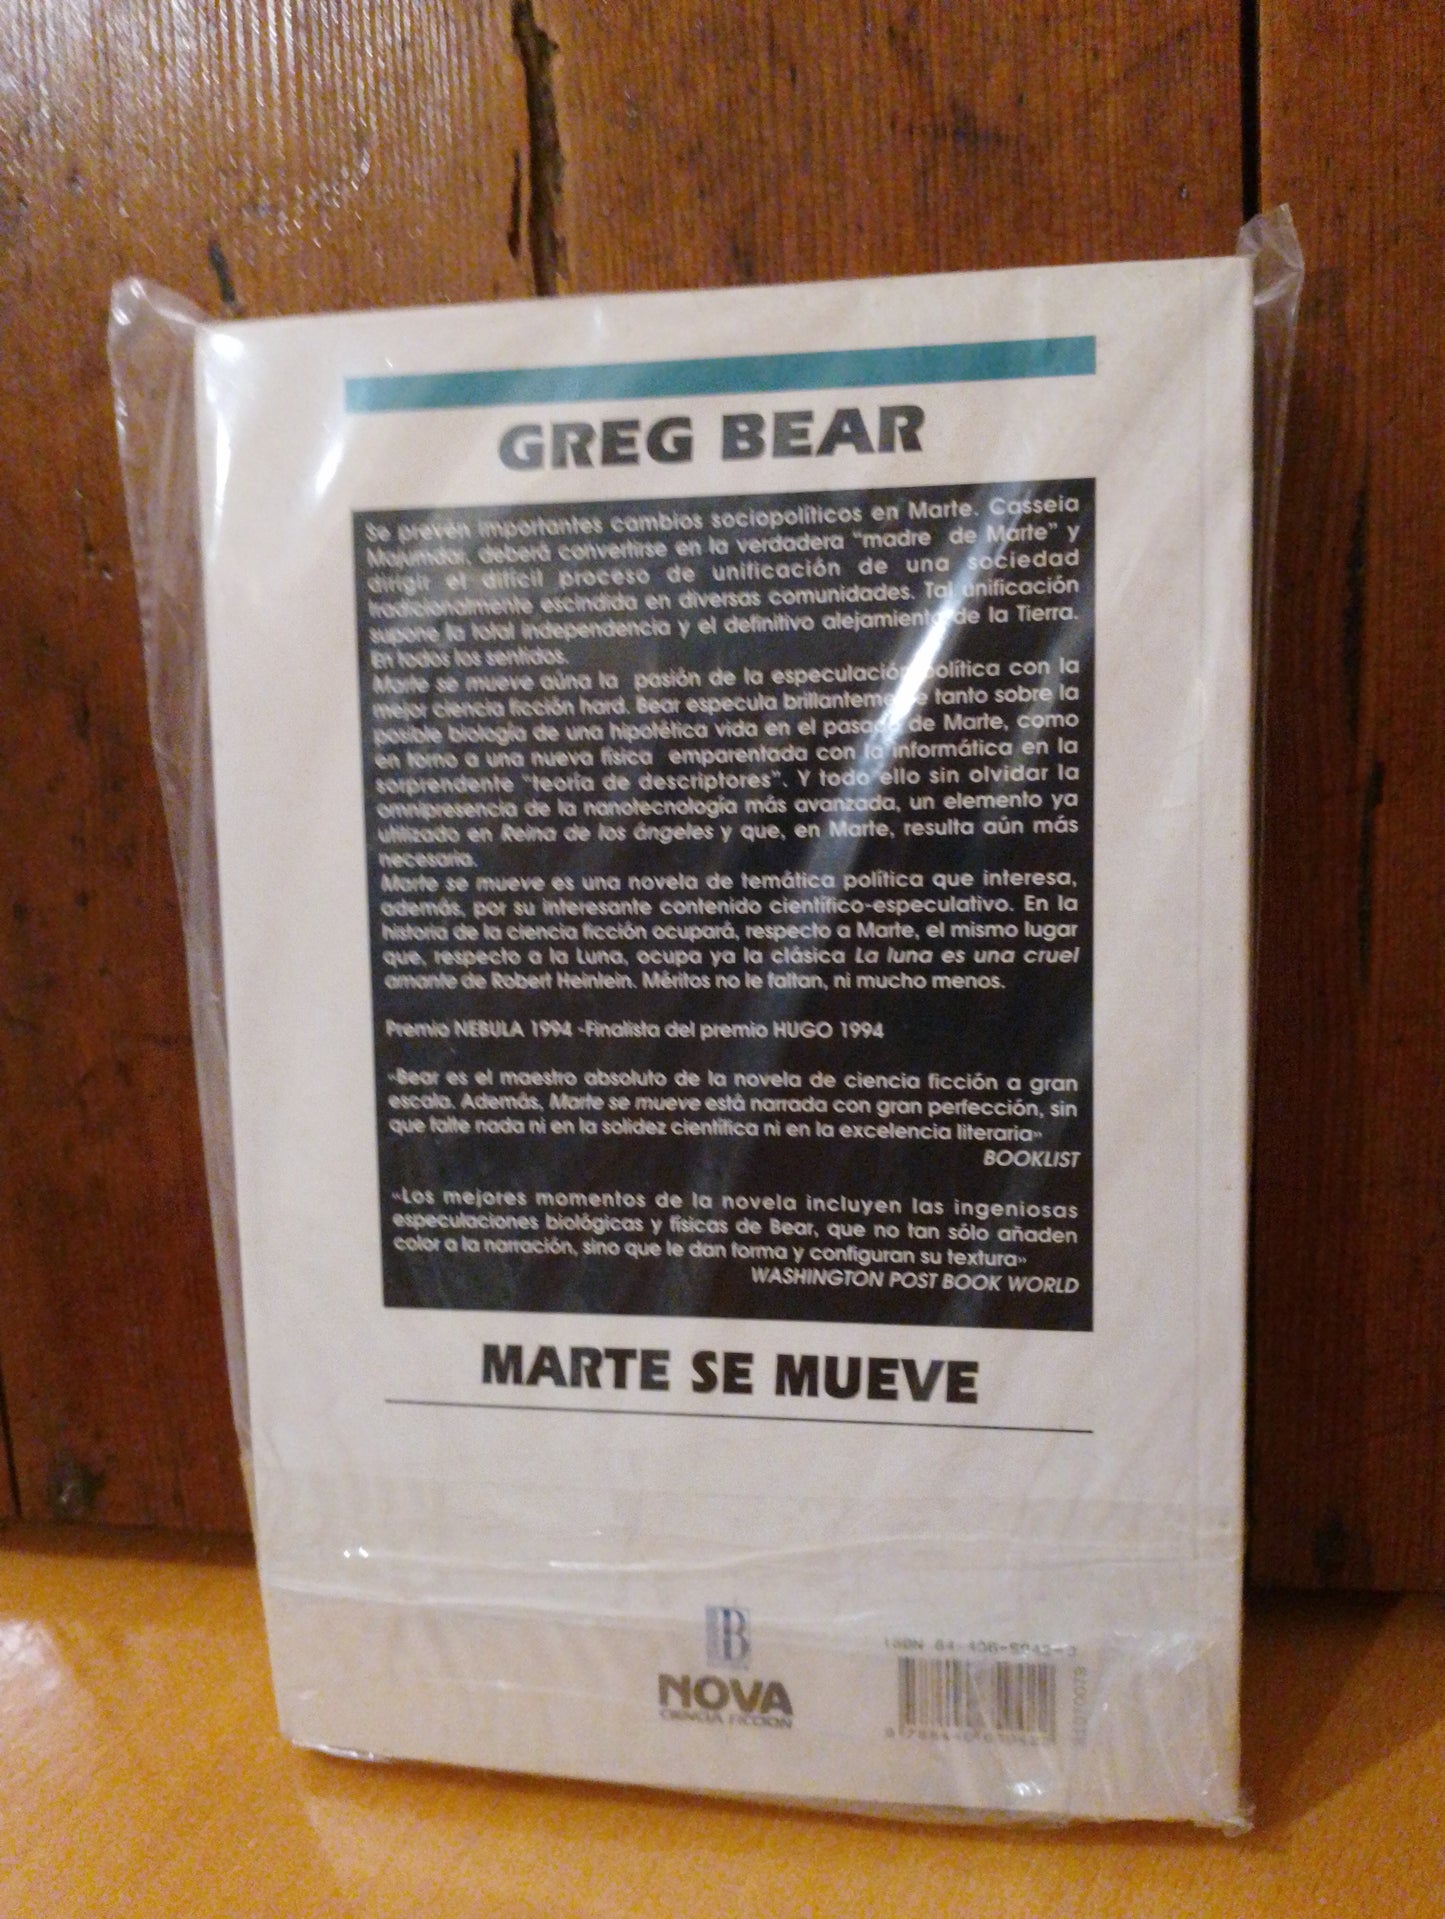 GREG BEAR
Se prevén importantes cambios sociopolíticos en Marte. Casseia
Majumdar, deberá convertirse en la verdadera "madre de Marte" y
dirigir el difícil proceso de unificación de una sociedad
tradicionalmente escindida en diversas comunidades. Tal unificación
supone la total independencia y el definitivo alejamiento de la Tierra.
En todos los sentidos.
Marte se mueve aúna la pasión de la especulación política con la
mejor ciencia ficción hard. Bear especula brillantemente tanto sobre la
posible biología de una hipotética vida en el pasado de Marte, como
en torno a una nueva física emparentada con la informática en la
sorprendente "teoría de descriptores". Y todo ello sin olvidar la
omnipresencia de la nanotecnología más avanzada, un elemento ya
utilizado en Reina de los ángeles y que, en Marte, resulta aún más
necesaria.
Marte se mueve es una novela de temática política que interesa,
además, por su interesante contenido científico-especulativo. En la
historia de la ciencia ficción ocupará, respecto a Marte, el mismo lugar
que, respecto a la Luna, ocupa ya la clásica La luna es una cruel
amante de Robert Heinlein. Méritos no le faltan, ni mucho menos.
Premio NEBULA 1994 -Finalista del premio HUGO 1994
«Bear es el maestro absoluto de la novela de ciencia ficción a gran
escala. Además, Marte se mueve está narrada con gran perfección, sin
que falte nada ni en la solidez científica ni en la excelencia literaria»
BOOKLIST
«Los mejores momentos de la novela incluyen las ingeniosas
especulaciones biológicas y físicas de Bear, que no tan sólo añaden
color a la narración, sino que le dan forma y configuran su textura»
WASHINGTON POST BOOK WORLD
MARTE SE MUEVE
B
NOVA
CIENCIA FICCION
ISBN